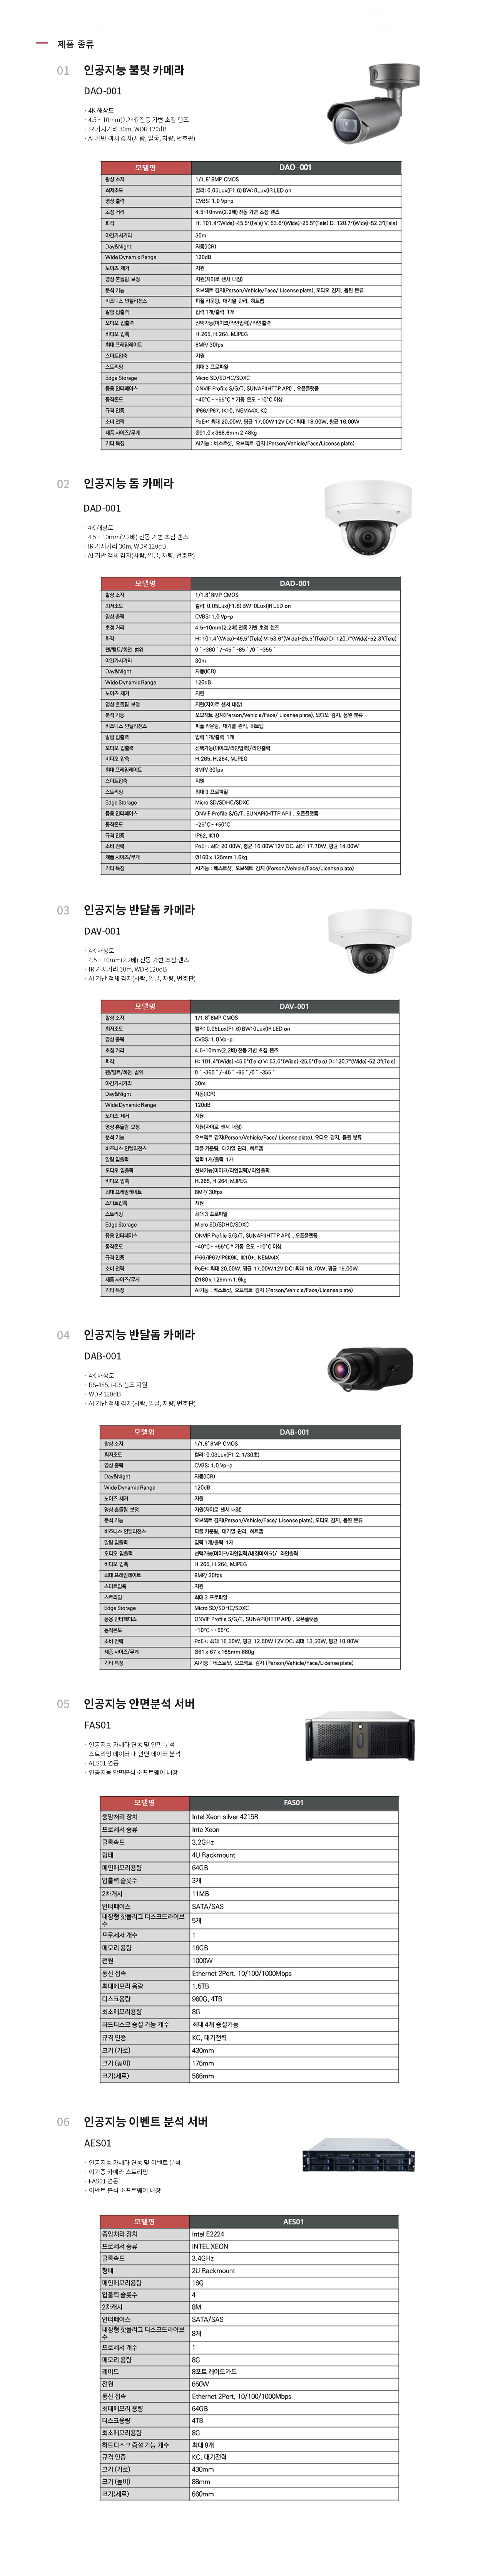 제품 종류
01 인공지능 불릿 카메라
DAO-001
· 4K 해상도
· 4.5 ~ 10mm(2.2배) 전동 가변 초점 렌즈
· IR 가시거리 30m, WDR 120dB
· AI 기반 객체 감지(사람, 얼굴, 차량, 번호판)
모델명 DAO-001
촬상 소자 1/1.8" 8MP CMOS
최저조도 컬러: 0.05Lux(F1.6) BW: 0Lux(IR LED on
영상 출력 CVBS: 1.0 Vp-p
초점 거리 4.5~10mm(2.2배) 전동 가변 초점 렌즈
화각 H: 101.4°(Wide)~45.5°(Tele) V: 53.6°(Wide)~25.5°(Tele) D: 120.7°(Wide)~52.3°(Tele)
야간가시거리 30m
Day&Night 자동(ICR)
Wide Dynamic Range 120dB
노이즈 제거 지원
영상 흔들림 보정 지원(자이로 센서 내장)
분석 기능 오브젝트 감지(Person/Vehicle/Face/ License plate), 오디오 감지, 음원 분류
비즈니스 인텔리전스 피플 카운팅, 대기열 관리, 히트맵
알람 입출력 입력 1개/출력 1개
오디오 입출력 선택가능(마이크/라인입력)/라인출력
비디오 압축 H.265, H.264, MJPEG
최대 프레임레이트 8MP/ 30fps
스마트압축 지원
스트리밍 최대 3 프로파일
Edge Storage Micro SD/SDHC/SDXC
응용 인터페이스 ONVIF Profile S/G/T, SUNAPI(HTTP API) , 오픈플랫폼
동작온도 -40°C ~ +55°C * 기동 온도 -10°C 이상
규격 인증 IP66/IP67, IK10, NEMA4X, KC
소비 전력 PoE+: 최대 20.00W, 평균 17.00W 12V DC: 최대 18.00W, 평균 16.00W
제품 사이즈/무게 Ø91.0 x 368.6mm 2.48kg
기타 특징 AI기능 : 베스트샷, 오브젝트 감지 (Person/Vehicle/Face/License plate)
02 인공지능 돔 카메라
DAD-001
· 4K 해상도
· 4.5 ~ 10mm(2.2배) 전동 가변 초점 렌즈
· IR 가시거리 30m, WDR 120dB
· AI 기반 객체 감지(사람, 얼굴, 차량, 번호판)
모델명 DAD-001
촬상 소자 1/1.8" 8MP CMOS
최저조도 컬러: 0.05Lux(F1.6) BW: 0Lux(IR LED on
영상 출력 CVBS: 1.0 Vp-p
초점 거리 4.5~10mm(2.2배) 전동 가변 초점 렌즈
화각 H: 101.4°(Wide)~45.5°(Tele) V: 53.6°(Wide)~25.5°(Tele) D: 120.7°(Wide)~52.3°(Tele)
팬/틸트/회전 범위 0˚~360˚/-45˚~85˚/0˚~355˚
야간가시거리 30m
Day&Night 자동(ICR)
Wide Dynamic Range 120dB
노이즈 제거 지원
영상 흔들림 보정 지원(자이로 센서 내장)
분석 기능 오브젝트 감지(Person/Vehicle/Face/ License plate), 오디오 감지, 음원 분류
비즈니스 인텔리전스 피플 카운팅, 대기열 관리, 히트맵
알람 입출력 입력 1개/출력 1개
오디오 입출력 선택가능(마이크/라인입력)/라인출력
비디오 압축 H.265, H.264, MJPEG
최대 프레임레이트 8MP/ 30fps
스마트압축 지원
스트리밍 최대 3 프로파일
Edge Storage Micro SD/SDHC/SDXC
응용 인터페이스 ONVIF Profile S/G/T, SUNAPI(HTTP API) , 오픈플랫폼
동작온도 -25°C ~ +50°C
규격 인증 IP52, IK10
소비 전력 PoE+: 최대 20.00W, 평균 16.00W 12V DC: 최대 17.70W, 평균 14.00W
제품 사이즈/무게 Ø160 x 125mm 1.6kg
기타 특징 AI기능 : 베스트샷, 오브젝트 감지 (Person/Vehicle/Face/License plate)
03 인공지능 반달돔 카메라
DAV-001
· 4K 해상도
· 4.5 ~ 10mm(2.2배) 전동 가변 초점 렌즈
· IR 가시거리 30m, WDR 120dB
· AI 기반 객체 감지(사람, 얼굴, 차량, 번호판)
모델명 DAV-001
촬상 소자 1/1.8" 8MP CMOS
최저조도 컬러: 0.05Lux(F1.6) BW: 0Lux(IR LED on
영상 출력 CVBS: 1.0 Vp-p
초점 거리 4.5~10mm(2.2배) 전동 가변 초점 렌즈
화각 H: 101.4°(Wide)~45.5°(Tele) V: 53.6°(Wide)~25.5°(Tele) D: 120.7°(Wide)~52.3°(Tele)
팬/틸트/회전 범위 0˚~360˚/-45˚~85˚/0˚~355˚
야간가시거리 30m
Day&Night 자동(ICR)
Wide Dynamic Range 120dB
노이즈 제거 지원
영상 흔들림 보정 지원(자이로 센서 내장)
분석 기능 오브젝트 감지(Person/Vehicle/Face/ License plate), 오디오 감지, 음원 분류
비즈니스 인텔리전스 피플 카운팅, 대기열 관리, 히트맵
알람 입출력 입력 1개/출력 1개
오디오 입출력 선택가능(마이크/라인입력)/라인출력
비디오 압축 H.265, H.264, MJPEG
최대 프레임레이트 8MP/ 30fps
스마트압축 지원
스트리밍 최대 3 프로파일
Edge Storage Micro SD/SDHC/SDXC
응용 인터페이스 ONVIF Profile S/G/T, SUNAPI(HTTP API) , 오픈플랫폼
동작온도 -40°C ~ +55°C * 기동 온도 -10°C 이상
규격 인증 IP66/IP67/IP6K9K, IK10+, NEMA4X
소비 전력 PoE+: 최대 20.00W, 평균 17.00W 12V DC: 최대 18.70W, 평균 15.00W
제품 사이즈/무게 Ø180 x 125mm 1.9kg
기타 특징 AI기능 : 베스트샷, 오브젝트 감지 (Person/Vehicle/Face/License plate)
04 인공지능 반달돔 카메라
DAB-001
· 4K 해상도
· RS-485, i-CS 렌즈 지원
· WDR 120dB
· AI 기반 객체 감지(사람, 얼굴, 차량, 번호판)
모델명 DAB-001
촬상 소자 1/1.8" 8MP CMOS
최저조도 컬러: 0.03Lux(F1.2, 1/30초)
영상 출력 CVBS: 1.0 Vp-p
Day&Night 자동(ICR)
Wide Dynamic Range 120dB
노이즈 제거 지원
영상 흔들림 보정 지원(자이로 센서 내장)
분석 기능 오브젝트 감지(Person/Vehicle/Face/ License plate), 오디오 감지, 음원 분류
비즈니스 인텔리전스 피플 카운팅, 대기열 관리, 히트맵
알람 입출력 입력 1개/출력 1개
오디오 입출력 선택가능(마이크/라인입력/내장마이크)/ 라인출력
비디오 압축 H.265, H.264, MJPEG
최대 프레임레이트 8MP/ 30fps
스마트압축 지원
스트리밍 최대 3 프로파일
Edge Storage Micro SD/SDHC/SDXC
응용 인터페이스 ONVIF Profile S/G/T, SUNAPI(HTTP API) , 오픈플랫폼
동작온도 -10°C ~ +55°C
소비 전력 PoE+: 최대 16.50W, 평균 12.50W 12V DC: 최대 13.50W, 평균 10.80W
제품 사이즈/무게 Ø81 x 67 x 165mm 880g
기타 특징 AI기능 : 베스트샷, 오브젝트 감지 (Person/Vehicle/Face/License plate)
05 인공지능 안면분석 서버
FAS01
· 인공지능 카메라 연동 및 안면 분석
· 스트리밍 데이터 내 안면 데이터 분석
· AES01 연동
· 인공지능 안면분석 소프트웨어 내장
모델명 FAS01
중앙처리 장치 Intel Xeon silver 4215R
프로세서 종류 Inte Xeon
클록속도 3.2GHz
형태 4U Rackmount
메인메모리용량 64GB
입출력 슬롯수 3개
2차캐시 11MB
인터페이스 SATA/SAS
내장형 핫플러그 디스크드라이브
수 5개
프로세서 개수 1
메모리 용량 16GB
전원 1000W
통신 접속 Ethernet 2Port, 10/100/1000Mbps
최대메모리 용량 1.5TB
디스크용량 960G, 4TB
최소메모리용량 8G
하드디스크 증설 가능 개수 최대 4개 증설가능
규격 인증 KC, 대기전력
크기 (가로) 430mm
크기 (높이) 176mm
크기(세로) 566mm
06 인공지능 이벤트 분석 서버
AES01
· 인공지능 카메라 연동 및 이벤트 분석
· 이기종 카메라 스트리밍
· FAS01 연동
· 이벤트 분석 소프트웨어 내장
모델명 AES01
중앙처리 장치 Intel E2224
프로세서 종류 INTEL XEON
클록속도 3.4GHz
형태 2U Rackmount
메인메모리용량 16G
입출력 슬롯수 4
2차캐시 8M
인터페이스 SATA/SAS
내장형 핫플러그 디스크드라이브
수 8개
프로세서 개수 1
메모리 용량 8G
레이드 8포트 레이드카드
전원 650W
통신 접속 Ethernet 2Port, 10/100/1000Mbps
최대메모리 용량 64GB
디스크용량 4TB
최소메모리용량 8G
하드디스크 증설 가능 개수 최대 8개
규격 인증 KC, 대기전력
크기 (가로) 430mm
크기 (높이) 88mm
크기(세로) 660mm